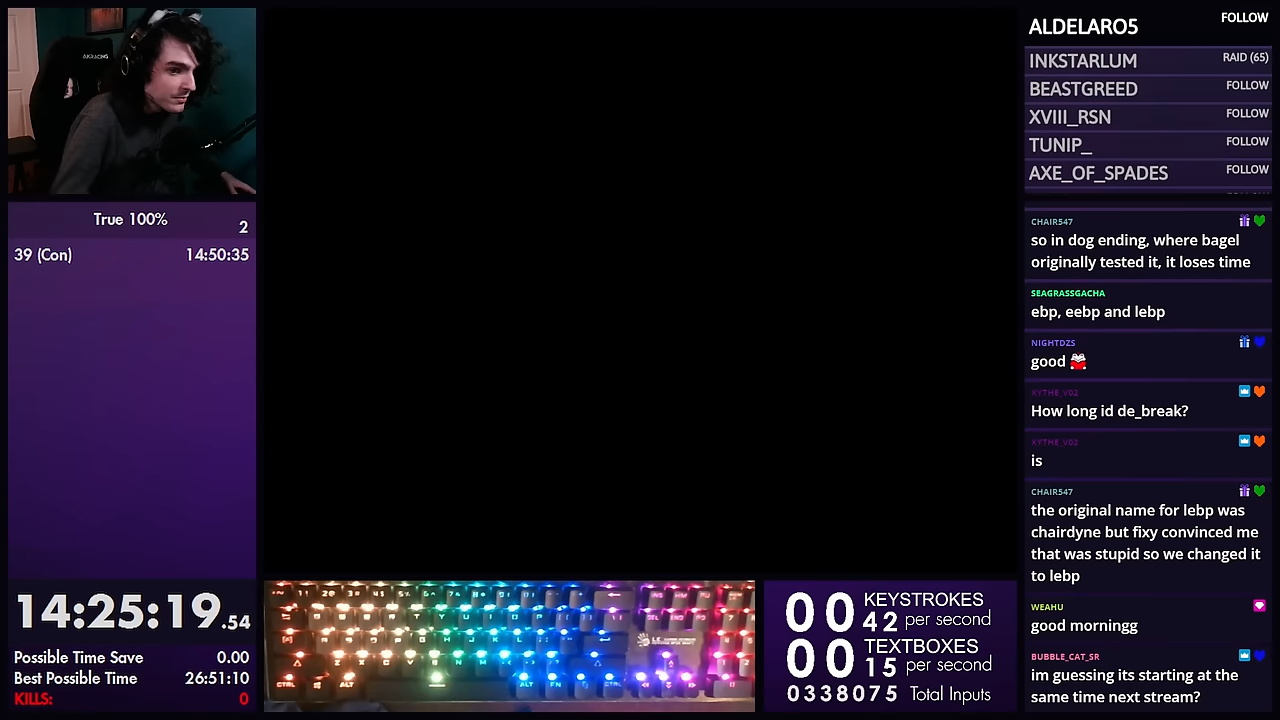 AKRACING
True 100%
2
39 (Con) 14:50:35
14:25:19.54
Possible Time Save 0.00
Best Possible Time 26:51:10
KILLS: 0
00 KEYSTROKES
42 per second
00 TEXTBOXES
15 per second
0338075 Total Inputs
ALDELARO5 FOLLOW
INKSTARLUM RAID (65)
BEASTGREED FOLLOW
XVIII_RSN FOLLOW
TUNIP_ FOLLOW
AXE_OF_SPADES FOLLOW
CHAIR547
so in dog ending, where bagel
originally tested it, it loses time
SEAGRASSGACHA
ebp, eebp and lebp
NIGHTDZS
good
XYTHE_V02
How long id de_break?
XYTHE_V02
is
CHAIR547
the original name for lebp was
chairdyne but fixy convinced me
that was stupid so we changed it
to lebp
WEAHU
good morningg
BUBBLE_CAT_SR
im guessing its starting at the
same time next stream?